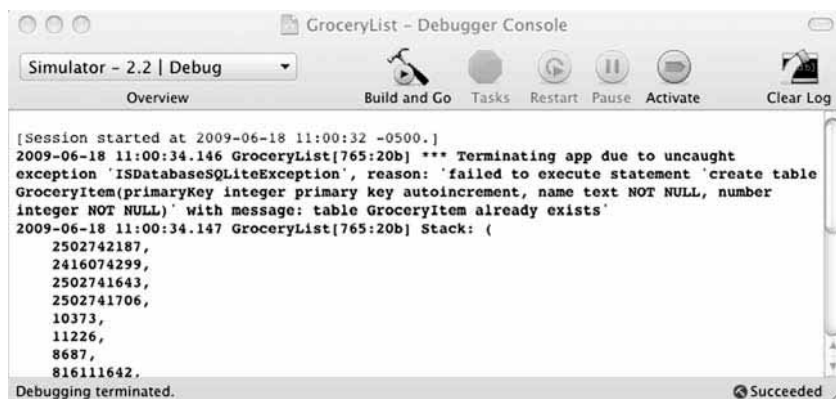 GroceryList – Debugger Console
Simulator – 2.2 | Debug
Overview
Build and Go
Tasks
Restart
Pause
Activate
Clear Log
[Session started at 2009-06-18 11:00:32 -0500.]
2009-06-18 11:00:34.146 GroceryList[765:20b] *** Terminating app due to uncaught
exception 'ISDatabaseSQLiteException', reason: 'failed to execute statement 'create table
GroceryItem(primaryKey integer primary key autoincrement, name text NOT NULL, number
integer NOT NULL)' with message: table GroceryItem already exists'
2009-06-18 11:00:34.147 GroceryList[765:20b] Stack: (
2502742187,
2416074299,
2502741643,
2502741706,
10373,
11226,
8687,
816111642,
Debugging terminated.
Succeeded